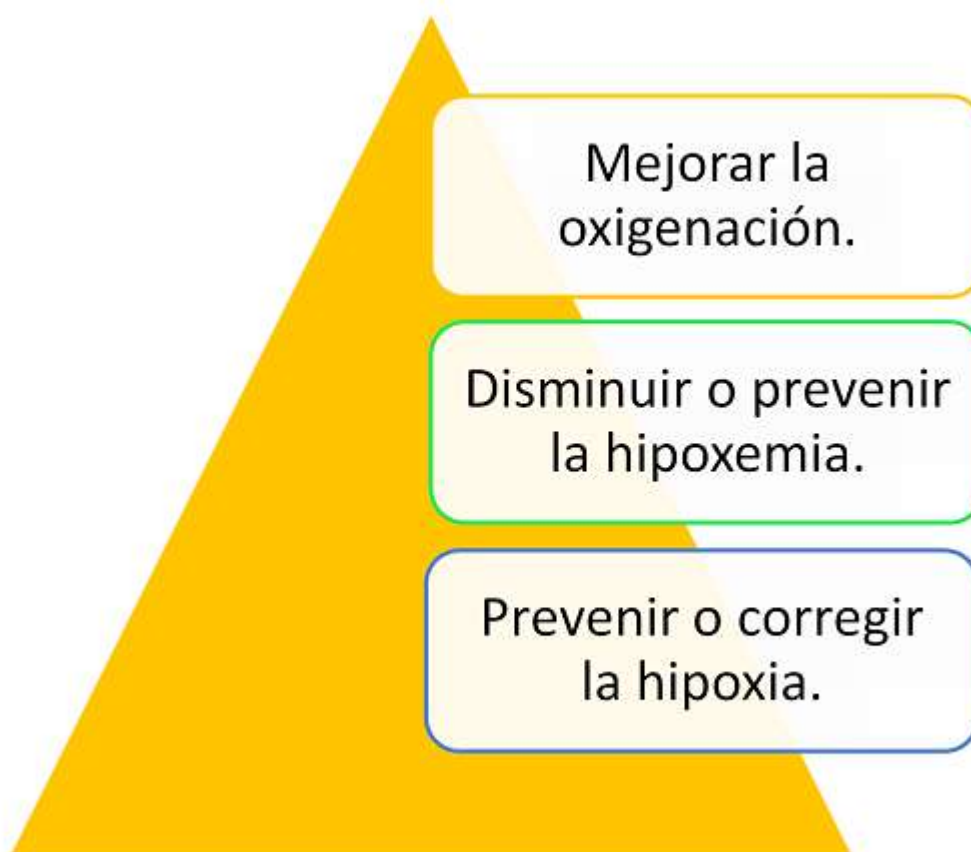 Mejorar la
oxigenación.
Disminuir o prevenir
la hipoxemia.
Prevenir o corregir
la hipoxia.